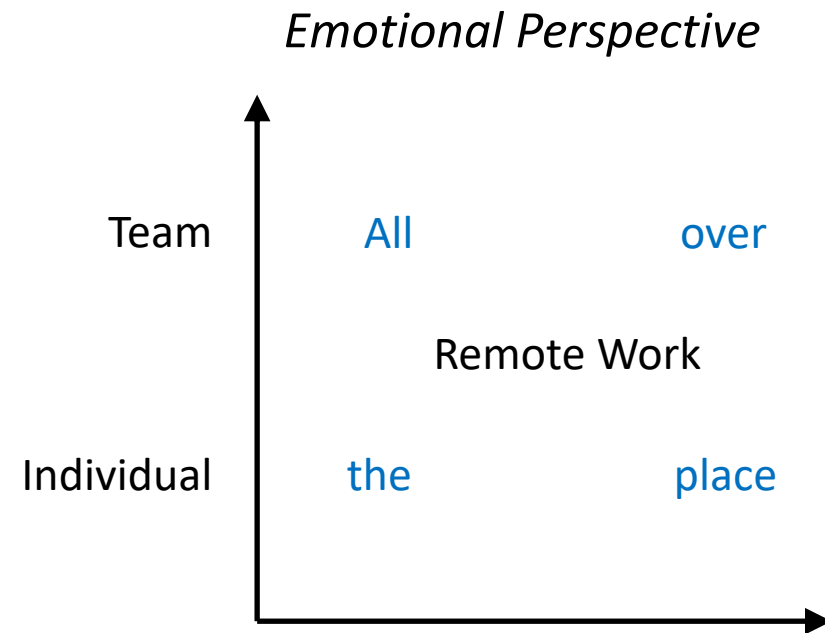 Emotional Perspective
Team All over
Remote Work
Individual the place